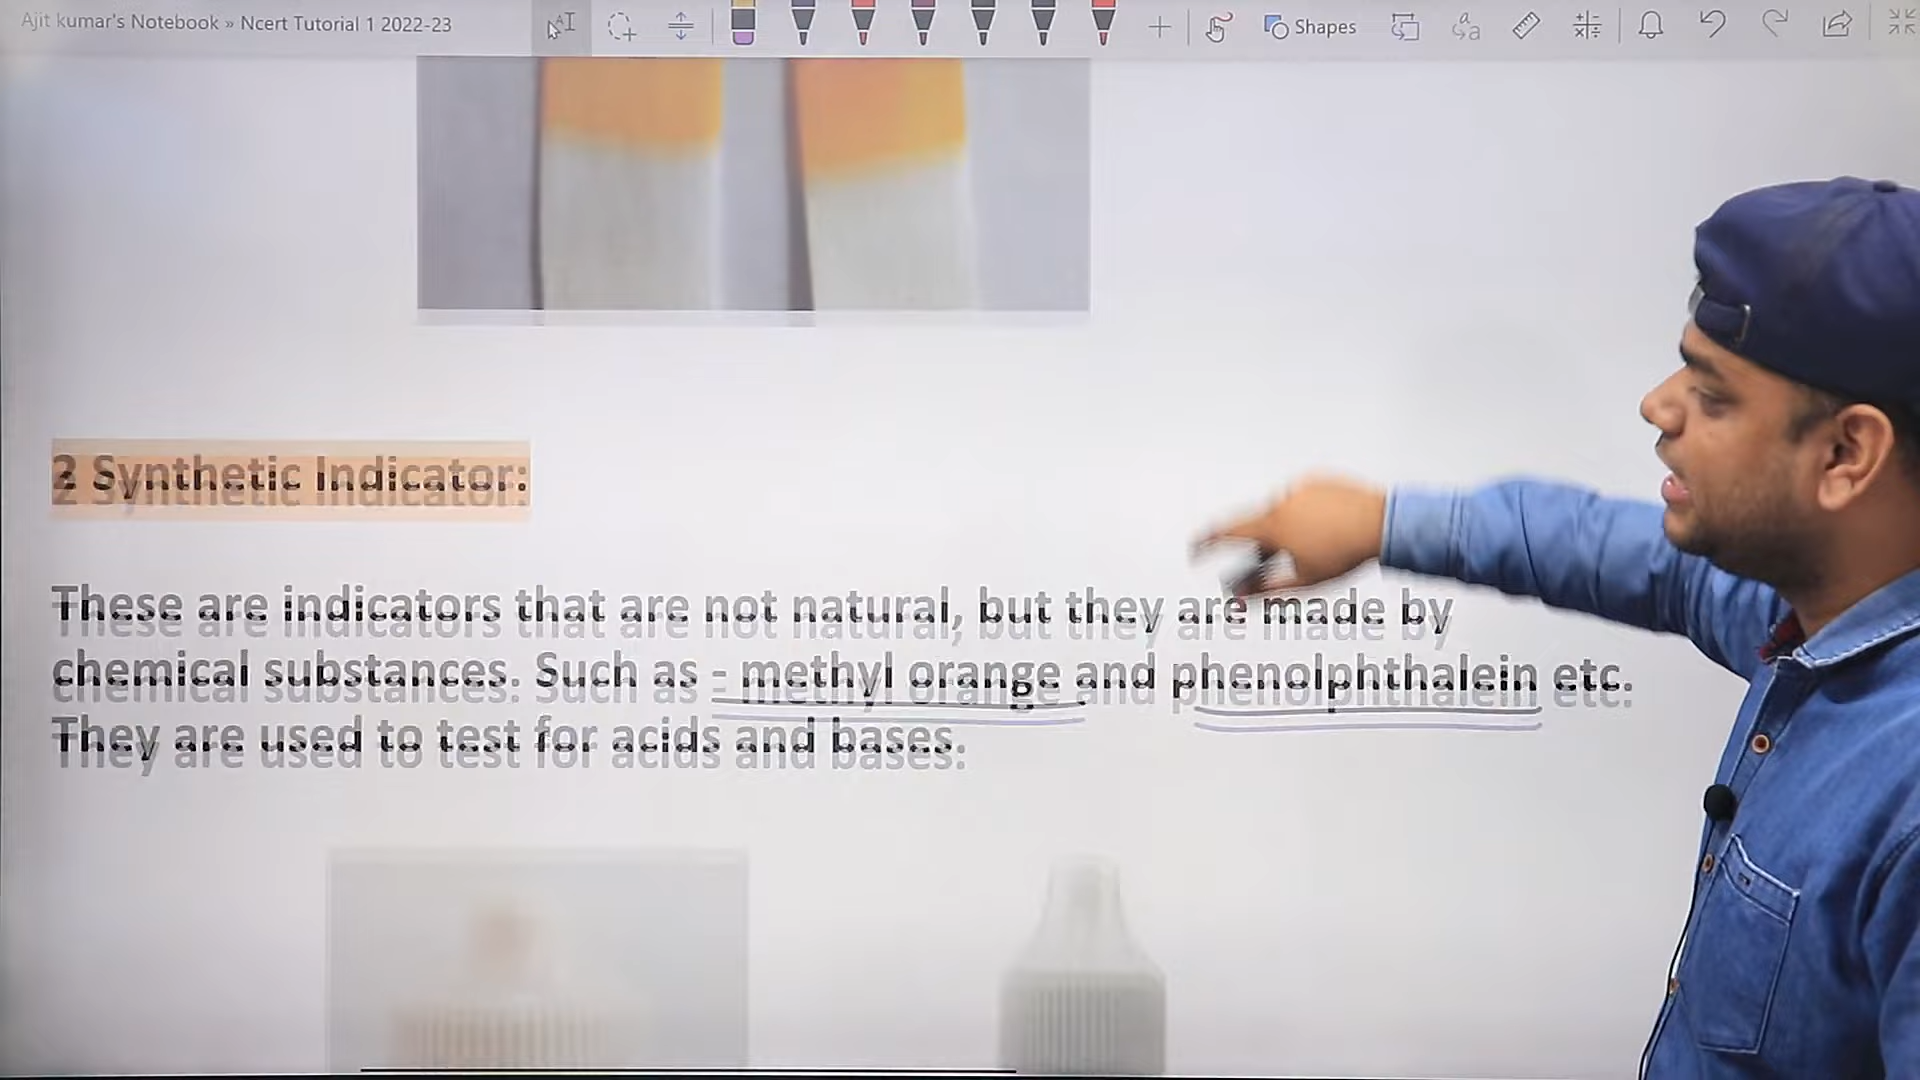 Ajit kumar's Notebook » Ncert Tutorial 1 2022-23
Shapes
2 Synthetic Indicator:
These are indicators that are not natural, but they are made by
chemical substances. Such as - methyl orange and phenolphthalein etc.
They are used to test for acids and bases.